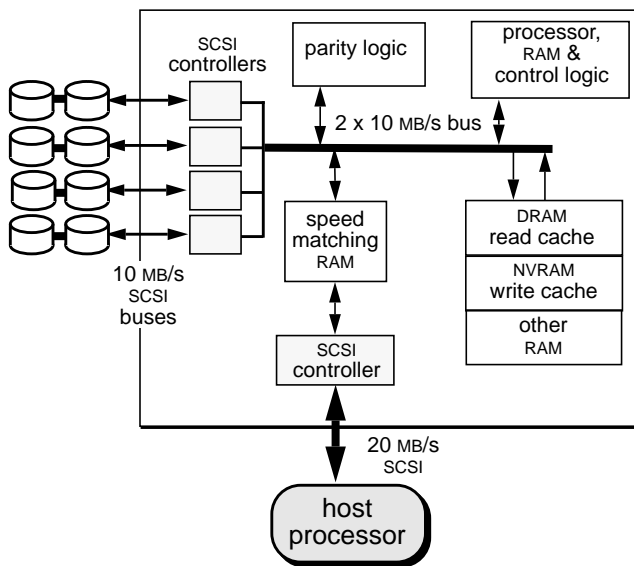 SCSI
controllers
parity logic
processor,
RAM &
control logic
2 x 10 MB/s bus
speed
matching
RAM
DRAM
read cache
NVRAM
write cache
other
RAM
10 MB/s
SCSI
buses
SCSI
controller
20 MB/s
SCSI
host
processor